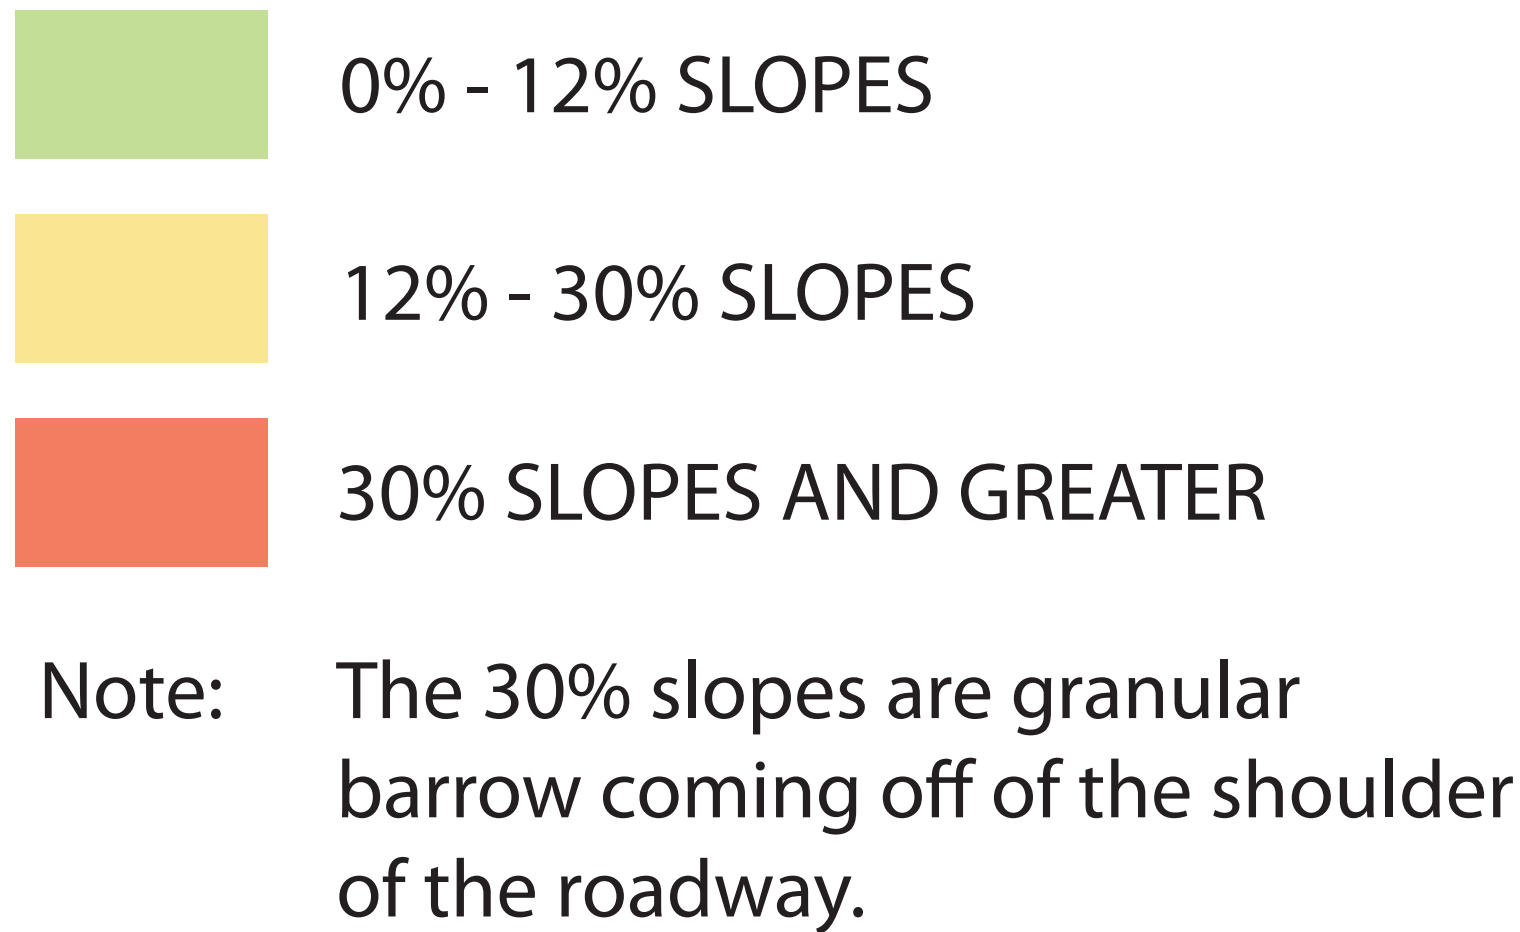 0% - 12% SLOPES
12% - 30% SLOPES
30% SLOPES AND GREATER
Note: The 30% slopes are granular
barrow coming off of the shoulder
of the roadway.